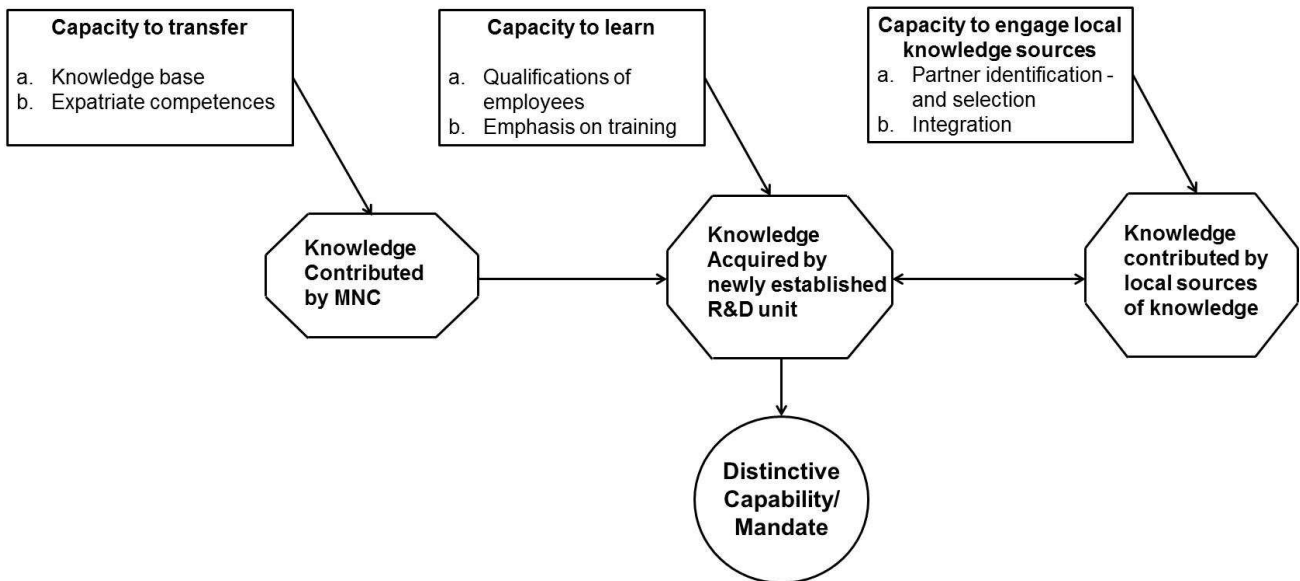 Capacity to transfer
a. Knowledge base
b. Expatriate competences
Capacity to learn
a. Qualifications of
employees
b. Emphasis on training
Capacity to engage local
knowledge sources
a. Partner identification -
and selection
b. Integration
Knowledge
Contributed
by MNC
Knowledge
Acquired by
newly established
R&D unit
Knowledge
contributed by
local sources
of knowledge
Distinctive
Capability/
Mandate